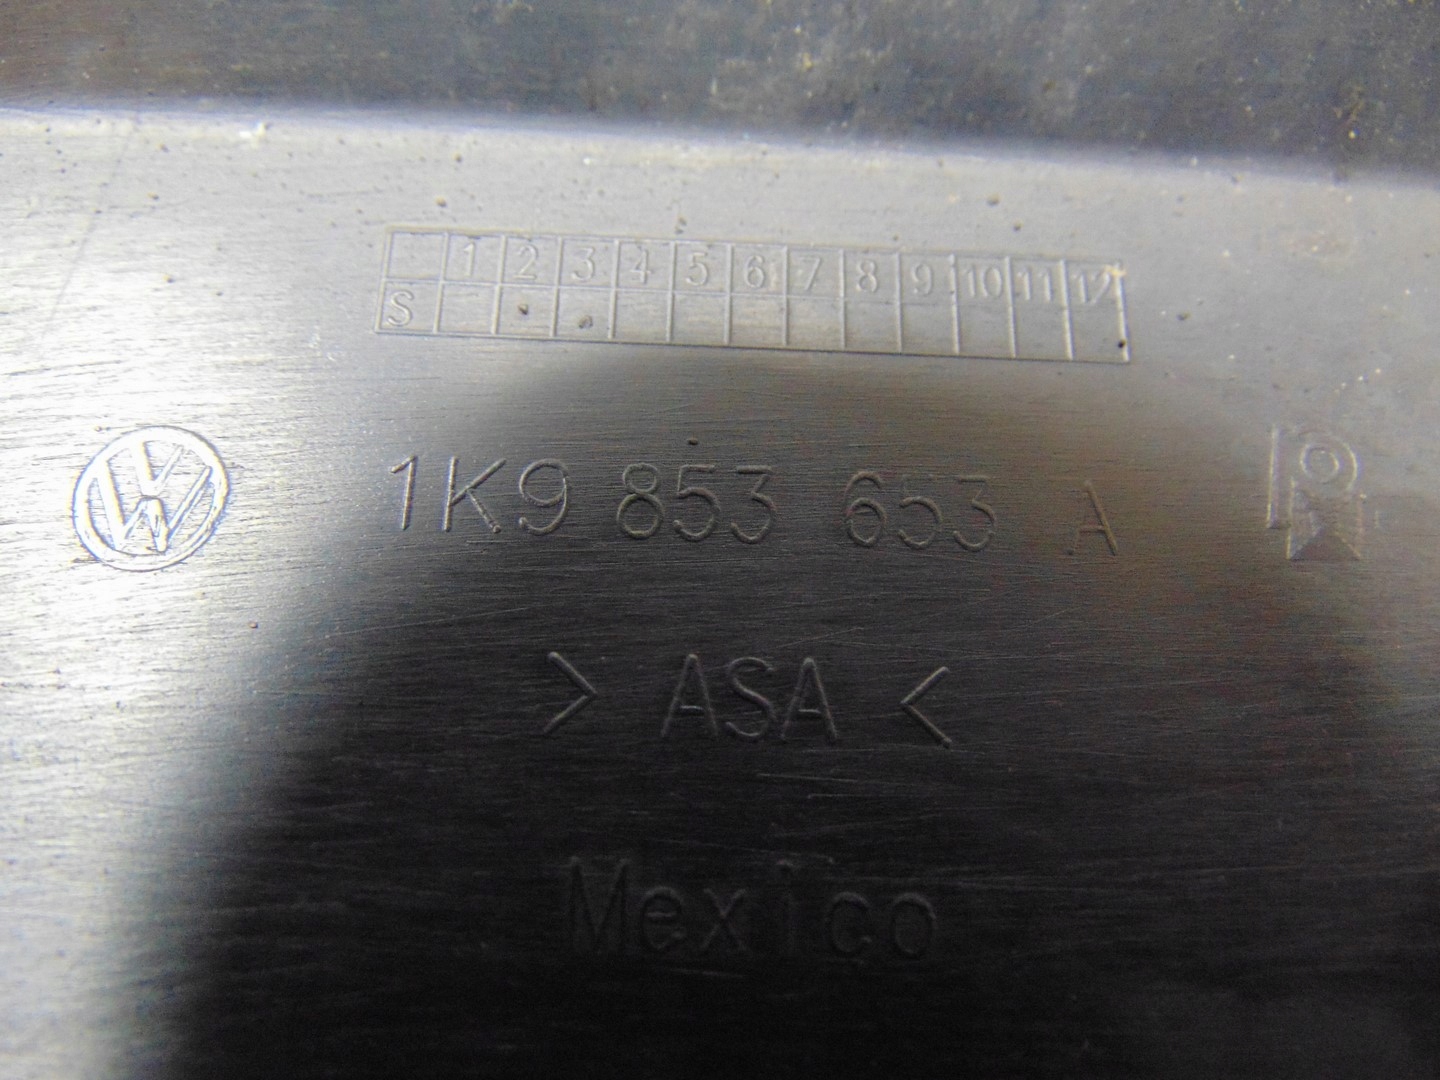 1 2 3 4 5 6 7 8 9 10 11 12
S
1K9 853 653 A
> ASA <
Mexico